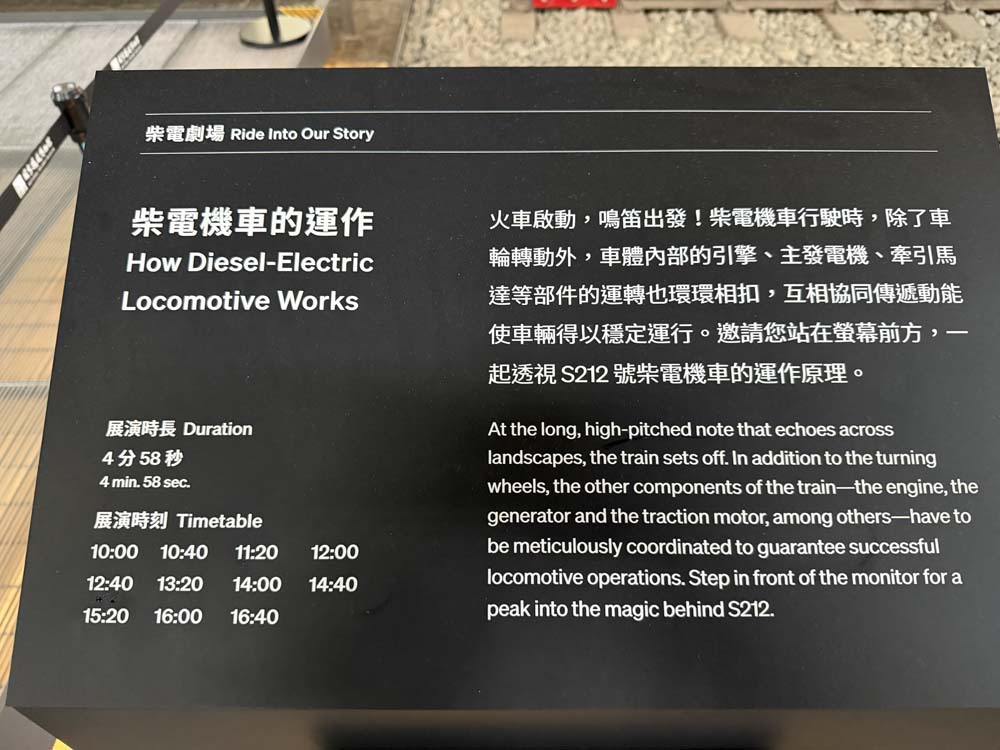 柴電劇場 Ride Into Our Story
柴電機車的運作
How Diesel-Electric
Locomotive Works
火車啟動，鳴笛出發！柴電機車行駛時，除了車
輪轉動外，車體內部的引擎、主發電機、牽引馬
達等部件的運轉也環環相扣，互相協同傳遞動能
使車輛得以穩定運行。邀請您站在螢幕前方，一
起透視 S212 號柴電機車的運作原理。
At the long, high-pitched note that echoes across
landscapes, the train sets off. In addition to the turning
wheels, the other components of the train—the engine, the
generator and the traction motor, among others—have to
be meticulously coordinated to guarantee successful
locomotive operations. Step in front of the monitor for a
peak into the magic behind S212.
展演時長 Duration
4 分 58 秒
4 min. 58 sec.
展演時刻 Timetable
10:00 10:40 11:20 12:00
12:40 13:20 14:00 14:40
15:20 16:00 16:40